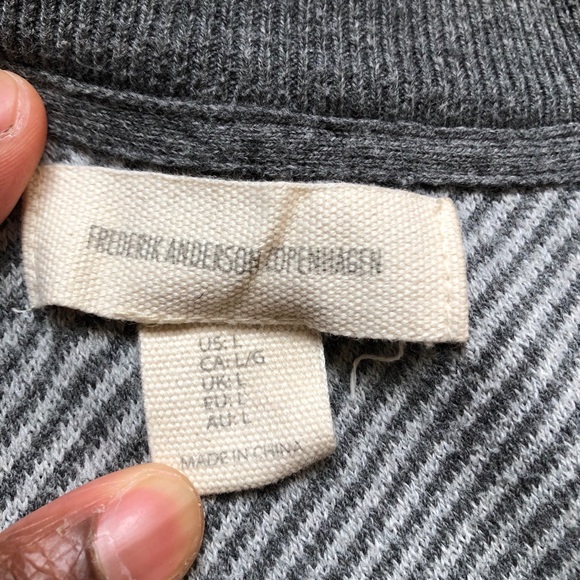 FREDERIK ANDERSON COPENHAGEN
US: L
CA: L/G
UK: L
EU: L
AU: L
MADE IN CHINA